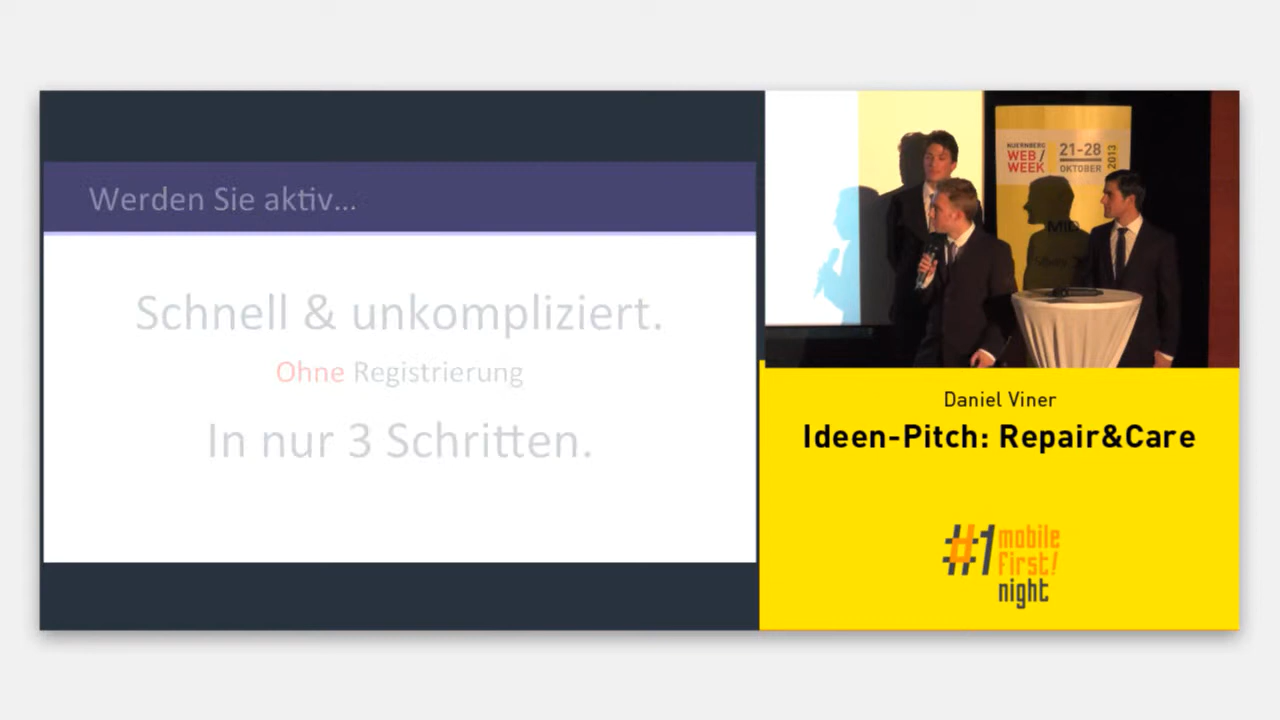 Werden Sie aktiv...
Schnell & unkompliziert.
Ohne Registrierung
In nur 3 Schritten.
NUERNBERG
WEB/
WEEK
21-28
OKTOBER
2013
MID
Daniel Viner
Ideen-Pitch: Repair&Care
#1 mobile
first!
night